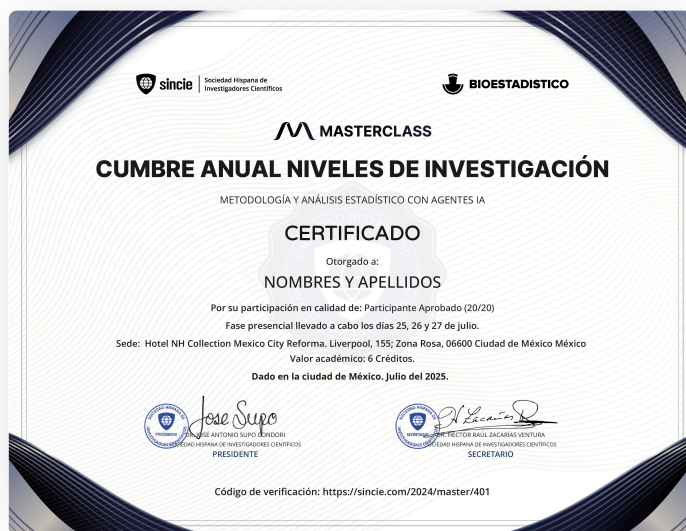 sincie
Sociedad Hispana de
Investigadores Científicos
BIOESTADISTICO
MASTERCLASS
CUMBRE ANUAL NIVELES DE INVESTIGACIÓN
METODOLOGÍA Y ANÁLISIS ESTADÍSTICO CON AGENTES IA
CERTIFICADO
Otorgado a:
NOMBRES Y APELLIDOS
Por su participación en calidad de: Participante Aprobado (20/20)
Fase presencial llevado a cabo los días 25, 26 y 27 de julio.
Sede: Hotel NH Collection Mexico City Reforma. Liverpool, 155; Zona Rosa, 06600 Ciudad de México México
Valor académico: 6 Créditos.
Dado en la ciudad de México. Julio del 2025.
Jose Supo
DR. JOSÉ ANTONIO SUPO CONDORI
SOCIEDAD HISPANA DE INVESTIGADORES CIENTÍFICOS
PRESIDENTE
DR. HECTOR RAÚL ZACARIAS VENTURA
SOCIEDAD HISPANA DE INVESTIGADORES CIENTÍFICOS
SECRETARIO
Código de verificación: https://sincie.com/2024/master/401